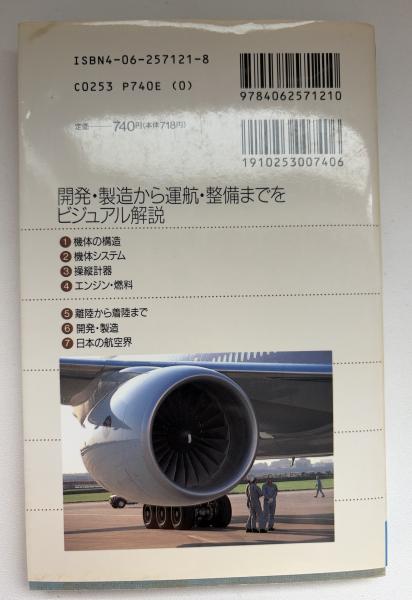 ISBN4-06-257121-8
C0253 P740E (0)
9784062571210
定価──740円(本体718円)
1910253007406
開発・製造から運航・整備までを
ビジュアル解説
1 機体の構造
2 機体システム
3 操縦計器
4 エンジン・燃料
5 離陸から着陸まで
6 開発・製造
7 日本の航空界